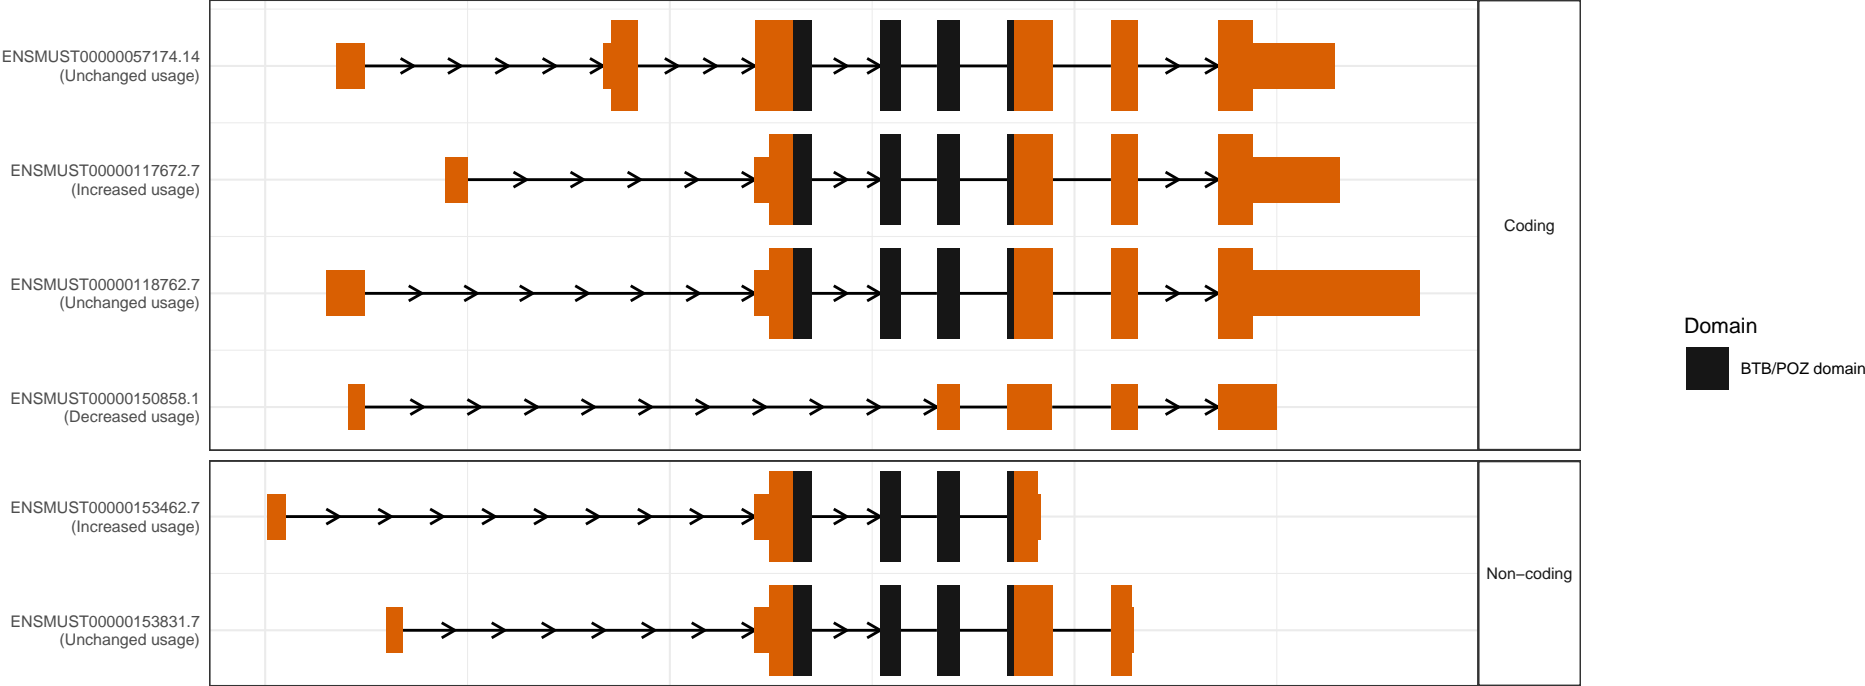 ENSMUST00000057174.14
(Unchanged usage)
ENSMUST00000117672.7
(Increased usage)
ENSMUST00000118762.7
(Unchanged usage)
ENSMUST00000150858.1
(Decreased usage)
Coding
ENSMUST00000153462.7
(Increased usage)
ENSMUST00000153831.7
(Unchanged usage)
Non−coding
Domain
BTB/POZ domain